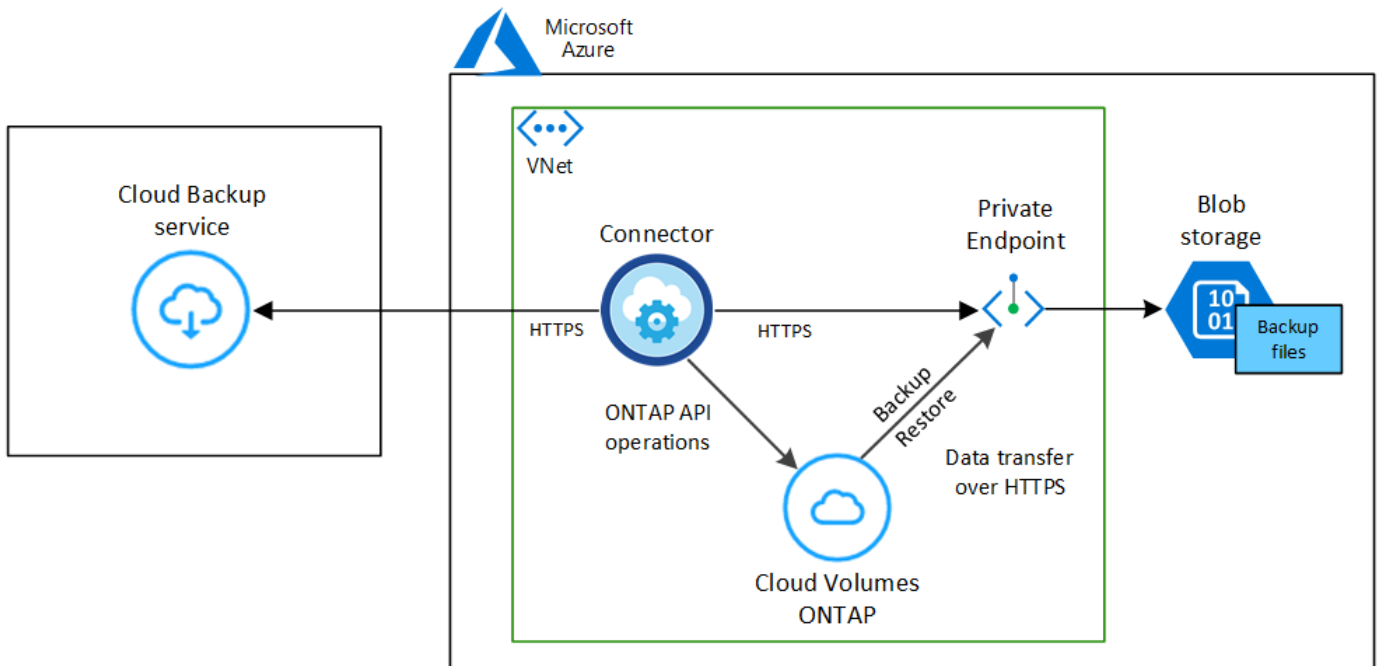 Microsoft
Azure
VNet
Cloud Backup
service
Connector
Private
Endpoint
Blob
storage
HTTPS
HTTPS
10
01
Backup
files
ONTAP API
operations
Backup
Restore
Data transfer
over HTTPS
Cloud Volumes
ONTAP